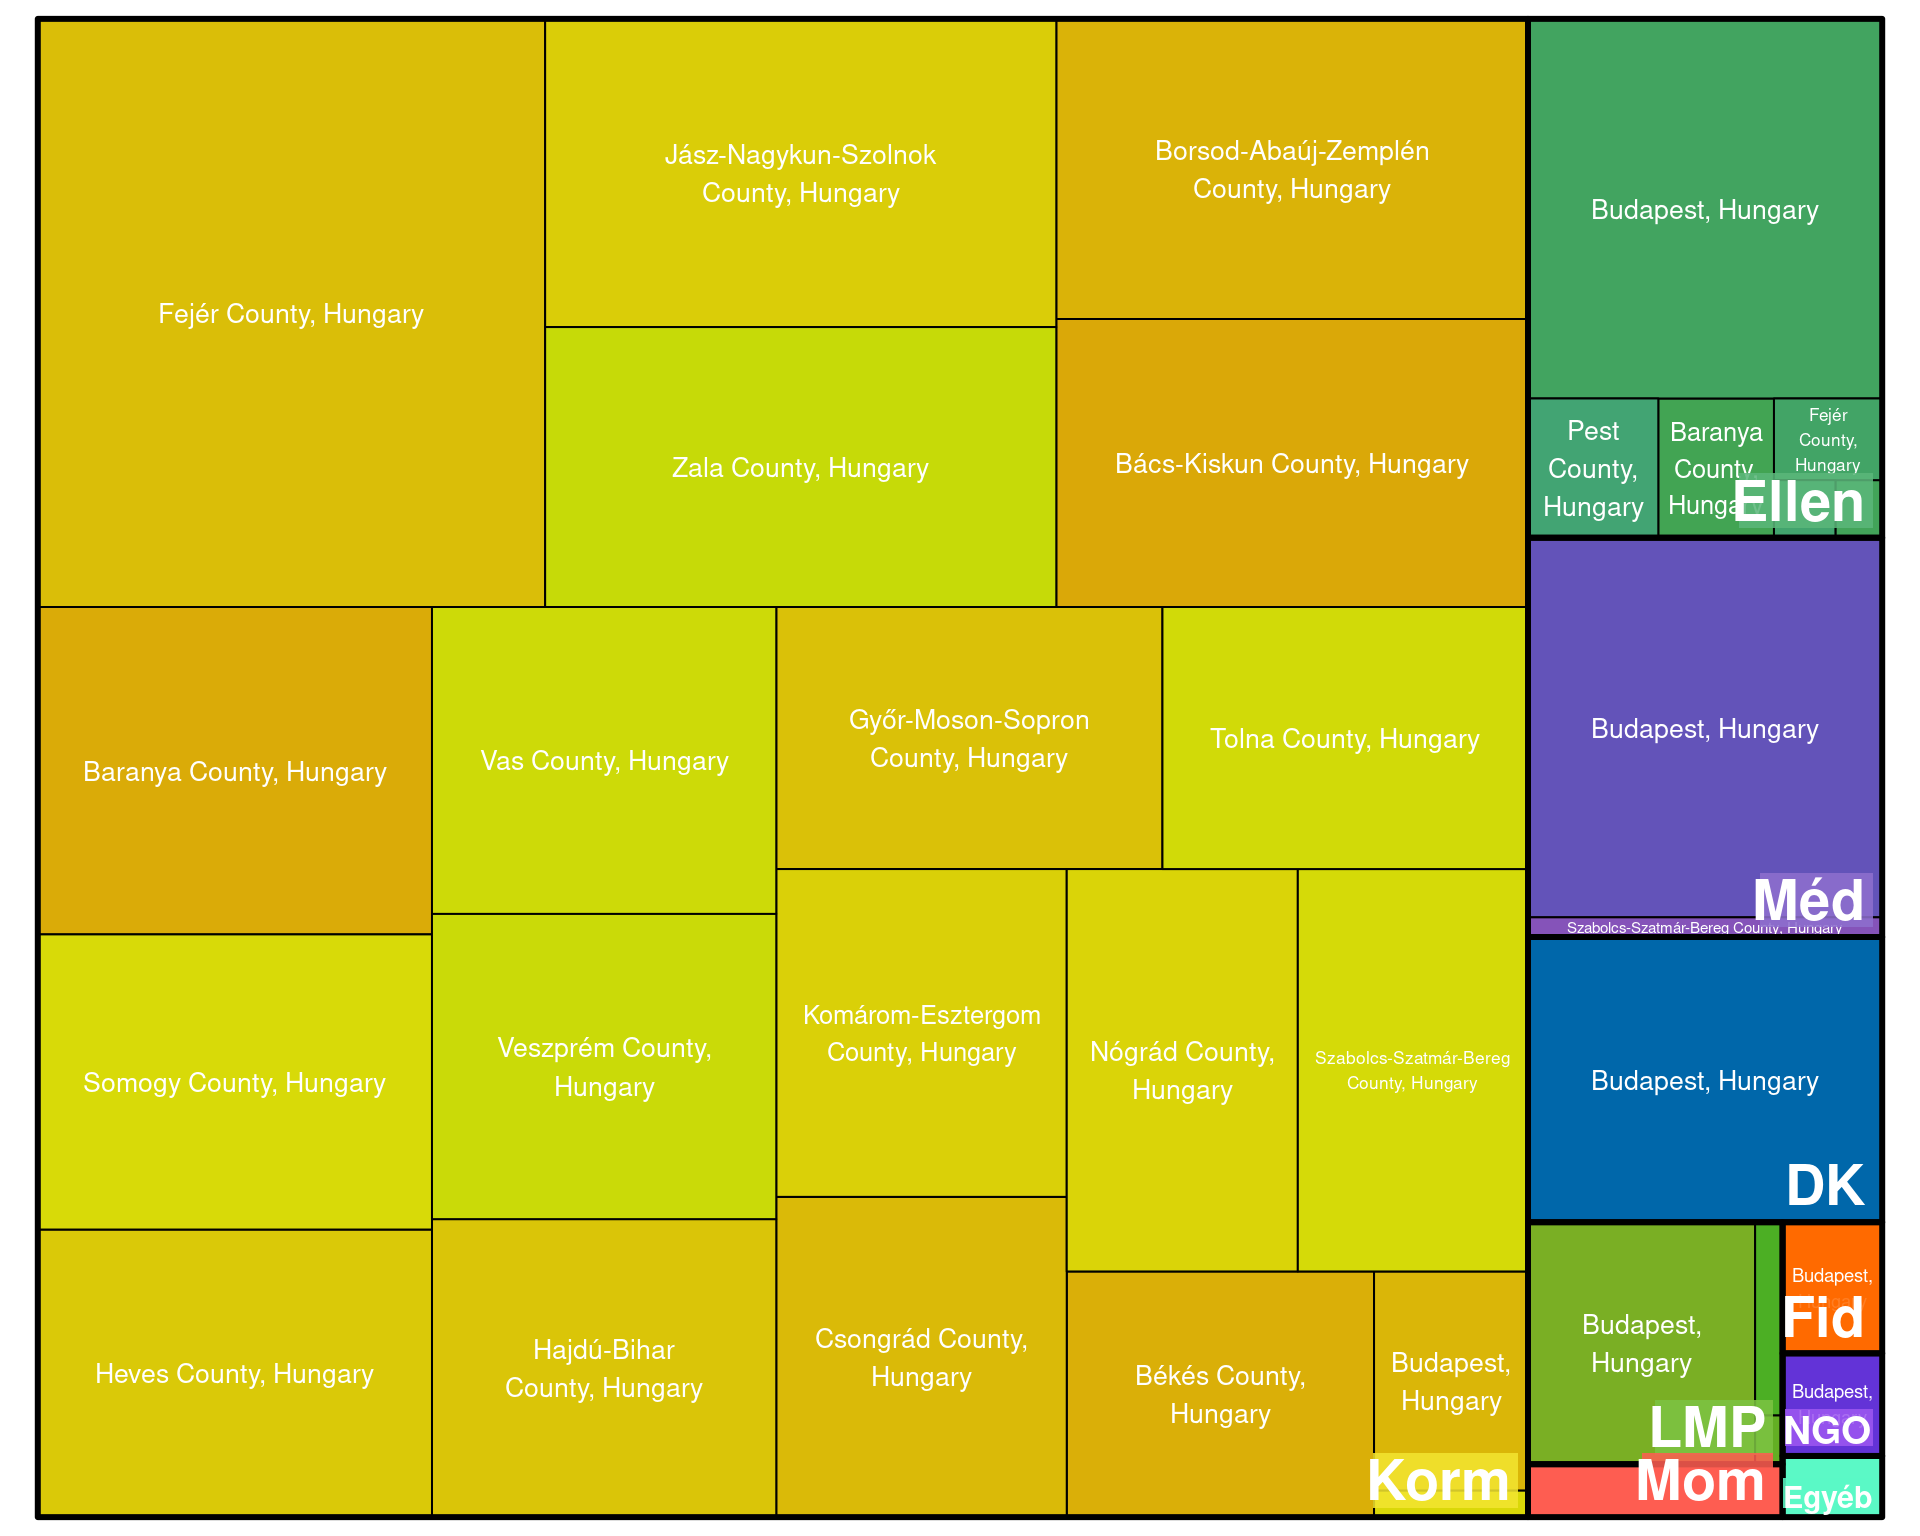 Fejér County, Hungary
Jász-Nagykun-Szolnok
County, Hungary
Borsod-Abaúj-Zemplén
County, Hungary
Zala County, Hungary
Bács-Kiskun County, Hungary
Baranya County, Hungary
Vas County, Hungary
Győr-Moson-Sopron
County, Hungary
Tolna County, Hungary
Somogy County, Hungary
Veszprém County,
Hungary
Komárom-Esztergom
County, Hungary
Nógrád County,
Hungary
Szabolcs-Szatmár-Bereg
County, Hungary
Heves County, Hungary
Hajdú-Bihar
County, Hungary
Csongrád County,
Hungary
Békés County,
Hungary
Budapest,
Hungary
Korm
Budapest, Hungary
Pest
County,
Hungary
Baranya
County,
Hungary
Fejér
County,
Hungary
Ellen
Budapest, Hungary
Méd
Szabolcs-Szatmár-Bereg County, Hungary
Budapest, Hungary
DK
Budapest,
Hungary
LMP
Mom
Budapest,
Fid
Budapest,
NGO
Egyéb